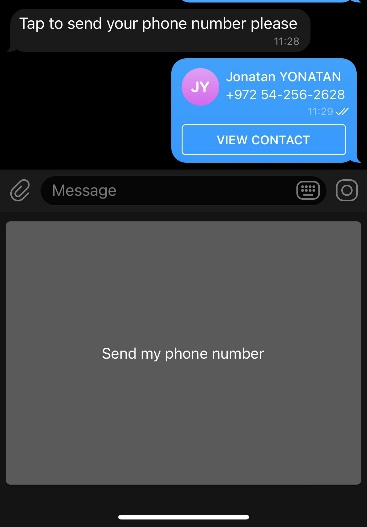 Tap to send your phone number please
11:28
JY
Jonatan YONATAN
+972 54-256-2628
11:29
VIEW CONTACT
Message
Send my phone number